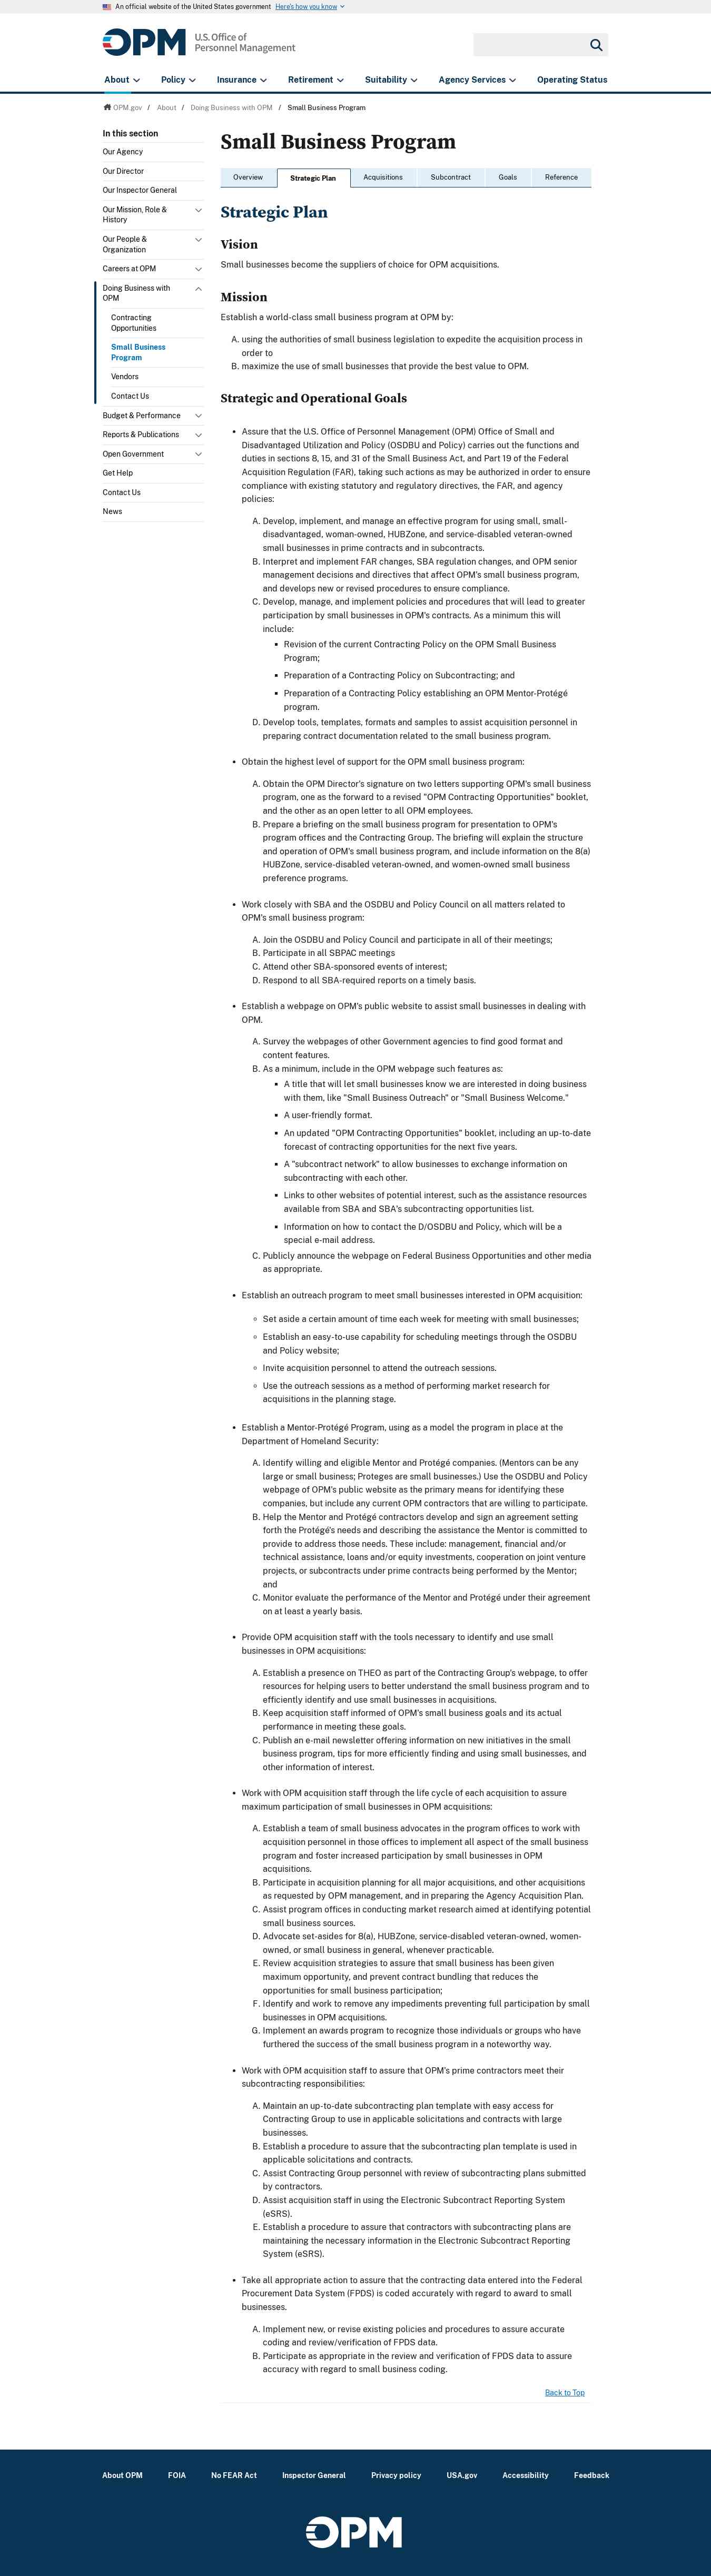 An official website of the United States government Here's how you know
OPM U.S. Office of
Personnel Management
About Policy Insurance Retirement Suitability Agency Services Operating Status
OPM.gov / About / Doing Business with OPM / Small Business Program
In this section
Our Agency
Our Director
Our Inspector General
Our Mission, Role &
History
Our People &
Organization
Careers at OPM
Doing Business with
OPM
Contracting
Opportunities
Small Business
Program
Vendors
Contact Us
Budget & Performance
Reports & Publications
Open Government
Get Help
Contact Us
News
Small Business Program
Overview Strategic Plan Acquisitions Subcontract Goals Reference
Strategic Plan
Vision
Small businesses become the suppliers of choice for OPM acquisitions.
Mission
Establish a world-class small business program at OPM by:
A. using the authorities of small business legislation to expedite the acquisition process in
order to
B. maximize the use of small businesses that provide the best value to OPM.
Strategic and Operational Goals
• Assure that the U.S. Office of Personnel Management (OPM) Office of Small and
Disadvantaged Utilization and Policy (OSDBU and Policy) carries out the functions and
duties in sections 8, 15, and 31 of the Small Business Act, and Part 19 of the Federal
Acquisition Regulation (FAR), taking such actions as may be authorized in order to ensure
compliance with existing statutory and regulatory directives, the FAR, and agency
policies:
A. Develop, implement, and manage an effective program for using small, small-
disadvantaged, woman-owned, HUBZone, and service-disabled veteran-owned
small businesses in prime contracts and in subcontracts.
B. Interpret and implement FAR changes, SBA regulation changes, and OPM senior
management decisions and directives that affect OPM's small business program,
and develops new or revised procedures to ensure compliance.
C. Develop, manage, and implement policies and procedures that will lead to greater
participation by small businesses in OPM's contracts. As a minimum this will
include:
▪ Revision of the current Contracting Policy on the OPM Small Business
Program;
▪ Preparation of a Contracting Policy on Subcontracting; and
▪ Preparation of a Contracting Policy establishing an OPM Mentor-Protégé
program.
D. Develop tools, templates, formats and samples to assist acquisition personnel in
preparing contract documentation related to the small business program.
• Obtain the highest level of support for the OPM small business program:
A. Obtain the OPM Director's signature on two letters supporting OPM's small business
program, one as the forward to a revised "OPM Contracting Opportunities" booklet,
and the other as an open letter to all OPM employees.
B. Prepare a briefing on the small business program for presentation to OPM's
program offices and the Contracting Group. The briefing will explain the structure
and operation of OPM's small business program, and include information on the 8(a)
HUBZone, service-disabled veteran-owned, and women-owned small business
preference programs.
• Work closely with SBA and the OSDBU and Policy Council on all matters related to
OPM's small business program:
A. Join the OSDBU and Policy Council and participate in all of their meetings;
B. Participate in all SBPAC meetings
C. Attend other SBA-sponsored events of interest;
D. Respond to all SBA-required reports on a timely basis.
• Establish a webpage on OPM's public website to assist small businesses in dealing with
OPM.
A. Survey the webpages of other Government agencies to find good format and
content features.
B. As a minimum, include in the OPM webpage such features as:
▪ A title that will let small businesses know we are interested in doing business
with them, like "Small Business Outreach" or "Small Business Welcome."
▪ A user-friendly format.
▪ An updated "OPM Contracting Opportunities" booklet, including an up-to-date
forecast of contracting opportunities for the next five years.
▪ A "subcontract network" to allow businesses to exchange information on
subcontracting with each other.
▪ Links to other websites of potential interest, such as the assistance resources
available from SBA and SBA's subcontracting opportunities list.
▪ Information on how to contact the D/OSDBU and Policy, which will be a
special e-mail address.
C. Publicly announce the webpage on Federal Business Opportunities and other media
as appropriate.
• Establish an outreach program to meet small businesses interested in OPM acquisition:
◦ Set aside a certain amount of time each week for meeting with small businesses;
◦ Establish an easy-to-use capability for scheduling meetings through the OSDBU
and Policy website;
◦ Invite acquisition personnel to attend the outreach sessions.
◦ Use the outreach sessions as a method of performing market research for
acquisitions in the planning stage.
• Establish a Mentor-Protégé Program, using as a model the program in place at the
Department of Homeland Security:
A. Identify willing and eligible Mentor and Protégé companies. (Mentors can be any
large or small business; Proteges are small businesses.) Use the OSDBU and Policy
webpage of OPM's public website as the primary means for identifying these
companies, but include any current OPM contractors that are willing to participate.
B. Help the Mentor and Protégé contractors develop and sign an agreement setting
forth the Protégé's needs and describing the assistance the Mentor is committed to
provide to address those needs. These include: management, financial and/or
technical assistance, loans and/or equity investments, cooperation on joint venture
projects, or subcontracts under prime contracts being performed by the Mentor;
and
C. Monitor evaluate the performance of the Mentor and Protégé under their agreement
on at least a yearly basis.
• Provide OPM acquisition staff with the tools necessary to identify and use small
businesses in OPM acquisitions:
A. Establish a presence on THEO as part of the Contracting Group's webpage, to offer
resources for helping users to better understand the small business program and to
efficiently identify and use small businesses in acquisitions.
B. Keep acquisition staff informed of OPM's small business goals and its actual
performance in meeting these goals.
C. Publish an e-mail newsletter offering information on new initiatives in the small
business program, tips for more efficiently finding and using small businesses, and
other information of interest.
• Work with OPM acquisition staff through the life cycle of each acquisition to assure
maximum participation of small businesses in OPM acquisitions:
A. Establish a team of small business advocates in the program offices to work with
acquisition personnel in those offices to implement all aspect of the small business
program and foster increased participation by small businesses in OPM
acquisitions.
B. Participate in acquisition planning for all major acquisitions, and other acquisitions
as requested by OPM management, and in preparing the Agency Acquisition Plan.
C. Assist program offices in conducting market research aimed at identifying potential
small business sources.
D. Advocate set-asides for 8(a), HUBZone, service-disabled veteran-owned, women-
owned, or small business in general, whenever practicable.
E. Review acquisition strategies to assure that small business has been given
maximum opportunity, and prevent contract bundling that reduces the
opportunities for small business participation;
F. Identify and work to remove any impediments preventing full participation by small
businesses in OPM acquisitions.
G. Implement an awards program to recognize those individuals or groups who have
furthered the success of the small business program in a noteworthy way.
• Work with OPM acquisition staff to assure that OPM's prime contractors meet their
subcontracting responsibilities:
A. Maintain an up-to-date subcontracting plan template with easy access for
Contracting Group to use in applicable solicitations and contracts with large
businesses.
B. Establish a procedure to assure that the subcontracting plan template is used in
applicable solicitations and contracts.
C. Assist Contracting Group personnel with review of subcontracting plans submitted
by contractors.
D. Assist acquisition staff in using the Electronic Subcontract Reporting System
(eSRS).
E. Establish a procedure to assure that contractors with subcontracting plans are
maintaining the necessary information in the Electronic Subcontract Reporting
System (eSRS).
• Take all appropriate action to assure that the contracting data entered into the Federal
Procurement Data System (FPDS) is coded accurately with regard to award to small
businesses.
A. Implement new, or revise existing policies and procedures to assure accurate
coding and review/verification of FPDS data.
B. Participate as appropriate in the review and verification of FPDS data to assure
accuracy with regard to small business coding.
Back to Top
About OPM FOIA No FEAR Act Inspector General Privacy policy USA.gov Accessibility Feedback
OPM